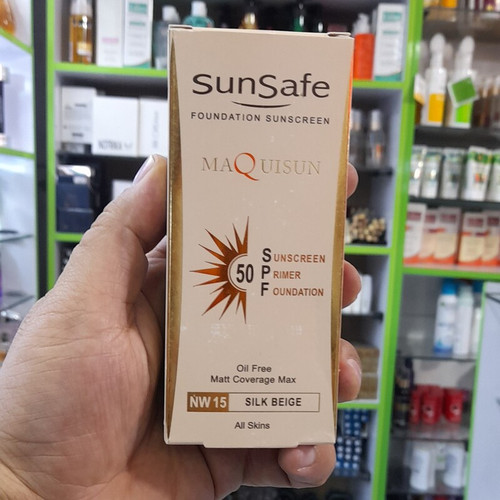 SunSafe
FOUNDATION SUNSCREEN
MAQUISUN
50 SPF
SUNSCREEN
PRIMER
FOUNDATION
Oil Free
Matt Coverage Max
NW 15 SILK BEIGE
All Skins